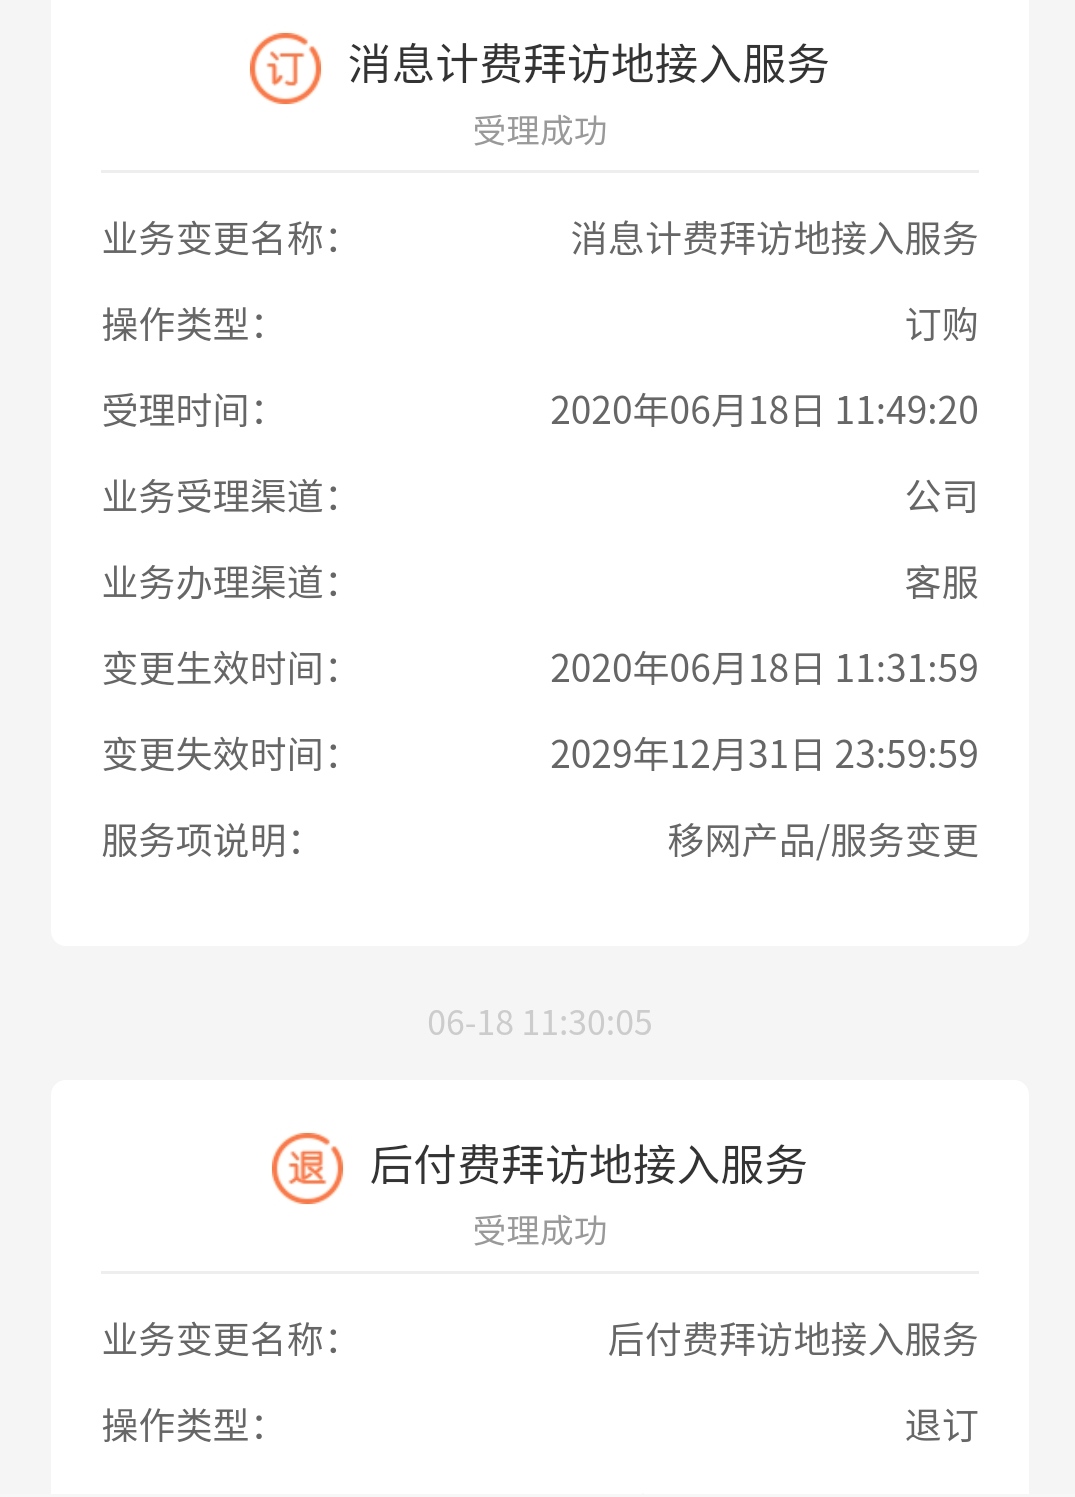 订 消息计费拜访地接入服务
受理成功
业务变更名称： 消息计费拜访地接入服务
操作类型： 订购
受理时间： 2020年06月18日 11:49:20
业务受理渠道： 公司
业务办理渠道： 客服
变更生效时间： 2020年06月18日 11:31:59
变更失效时间： 2029年12月31日 23:59:59
服务项说明： 移网产品/服务变更
06-18 11:30:05
退 后付费拜访地接入服务
受理成功
业务变更名称： 后付费拜访地接入服务
操作类型： 退订